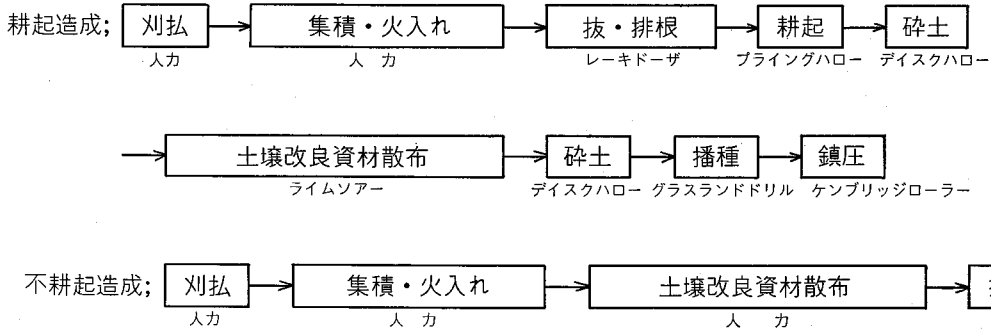 耕起造成; 刈払 集積・火入れ 抜・排根 耕起 砕土
人力 人 力 レーキドーザ プライングハロー デイスクハロー
土壌改良資材散布 砕土 播種 鎮圧
ライムソアー デイスクハロー グラスランドドリル ケンブリッジローラー
不耕起造成; 刈払 集積・火入れ 土壌改良資材散布
人力 人 力 人 力